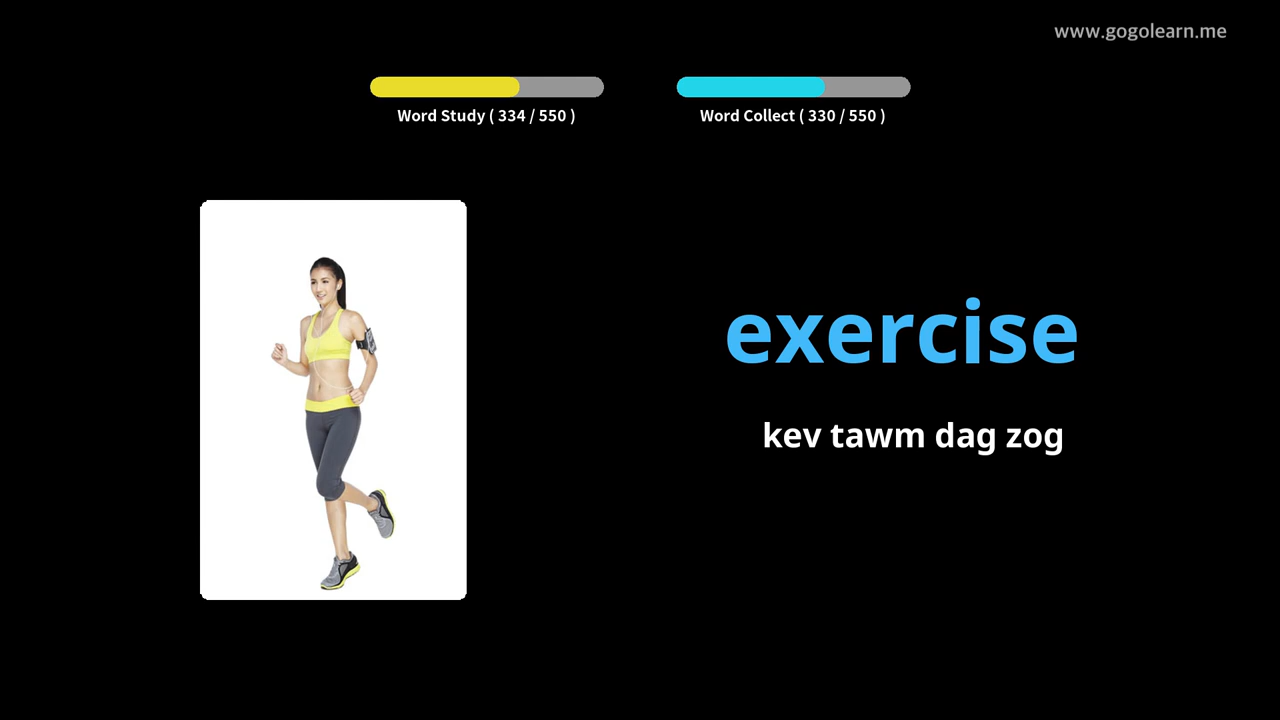 www.gogolearn.me
Word Study ( 334 / 550 )
Word Collect ( 330 / 550 )
exercise
kev tawm dag zog